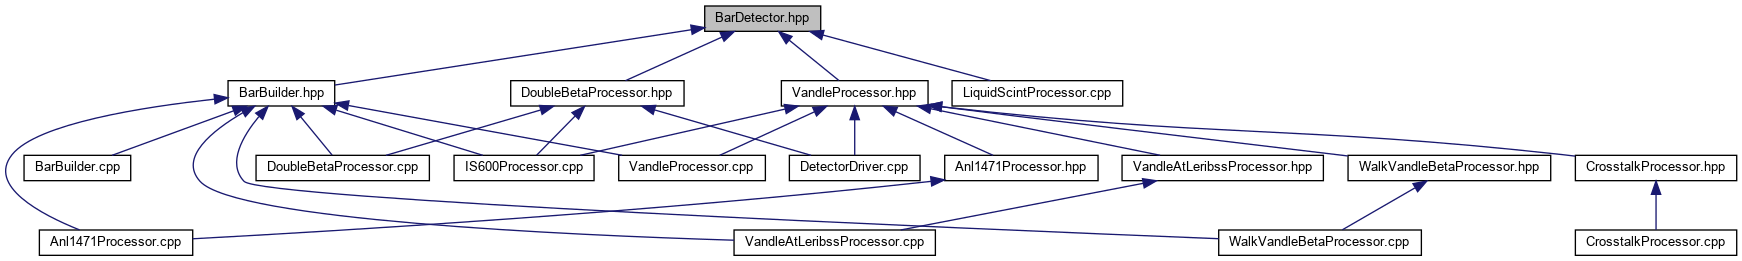 BarDetector.hpp
BarBuilder.hpp
DoubleBetaProcessor.hpp
VandleProcessor.hpp
LiquidScintProcessor.cpp
BarBuilder.cpp
DoubleBetaProcessor.cpp
IS600Processor.cpp
VandleProcessor.cpp
DetectorDriver.cpp
Anl1471Processor.hpp
VandleAtLeribssProcessor.hpp
WalkVandleBetaProcessor.hpp
CrosstalkProcessor.hpp
Anl1471Processor.cpp
VandleAtLeribssProcessor.cpp
WalkVandleBetaProcessor.cpp
CrosstalkProcessor.cpp